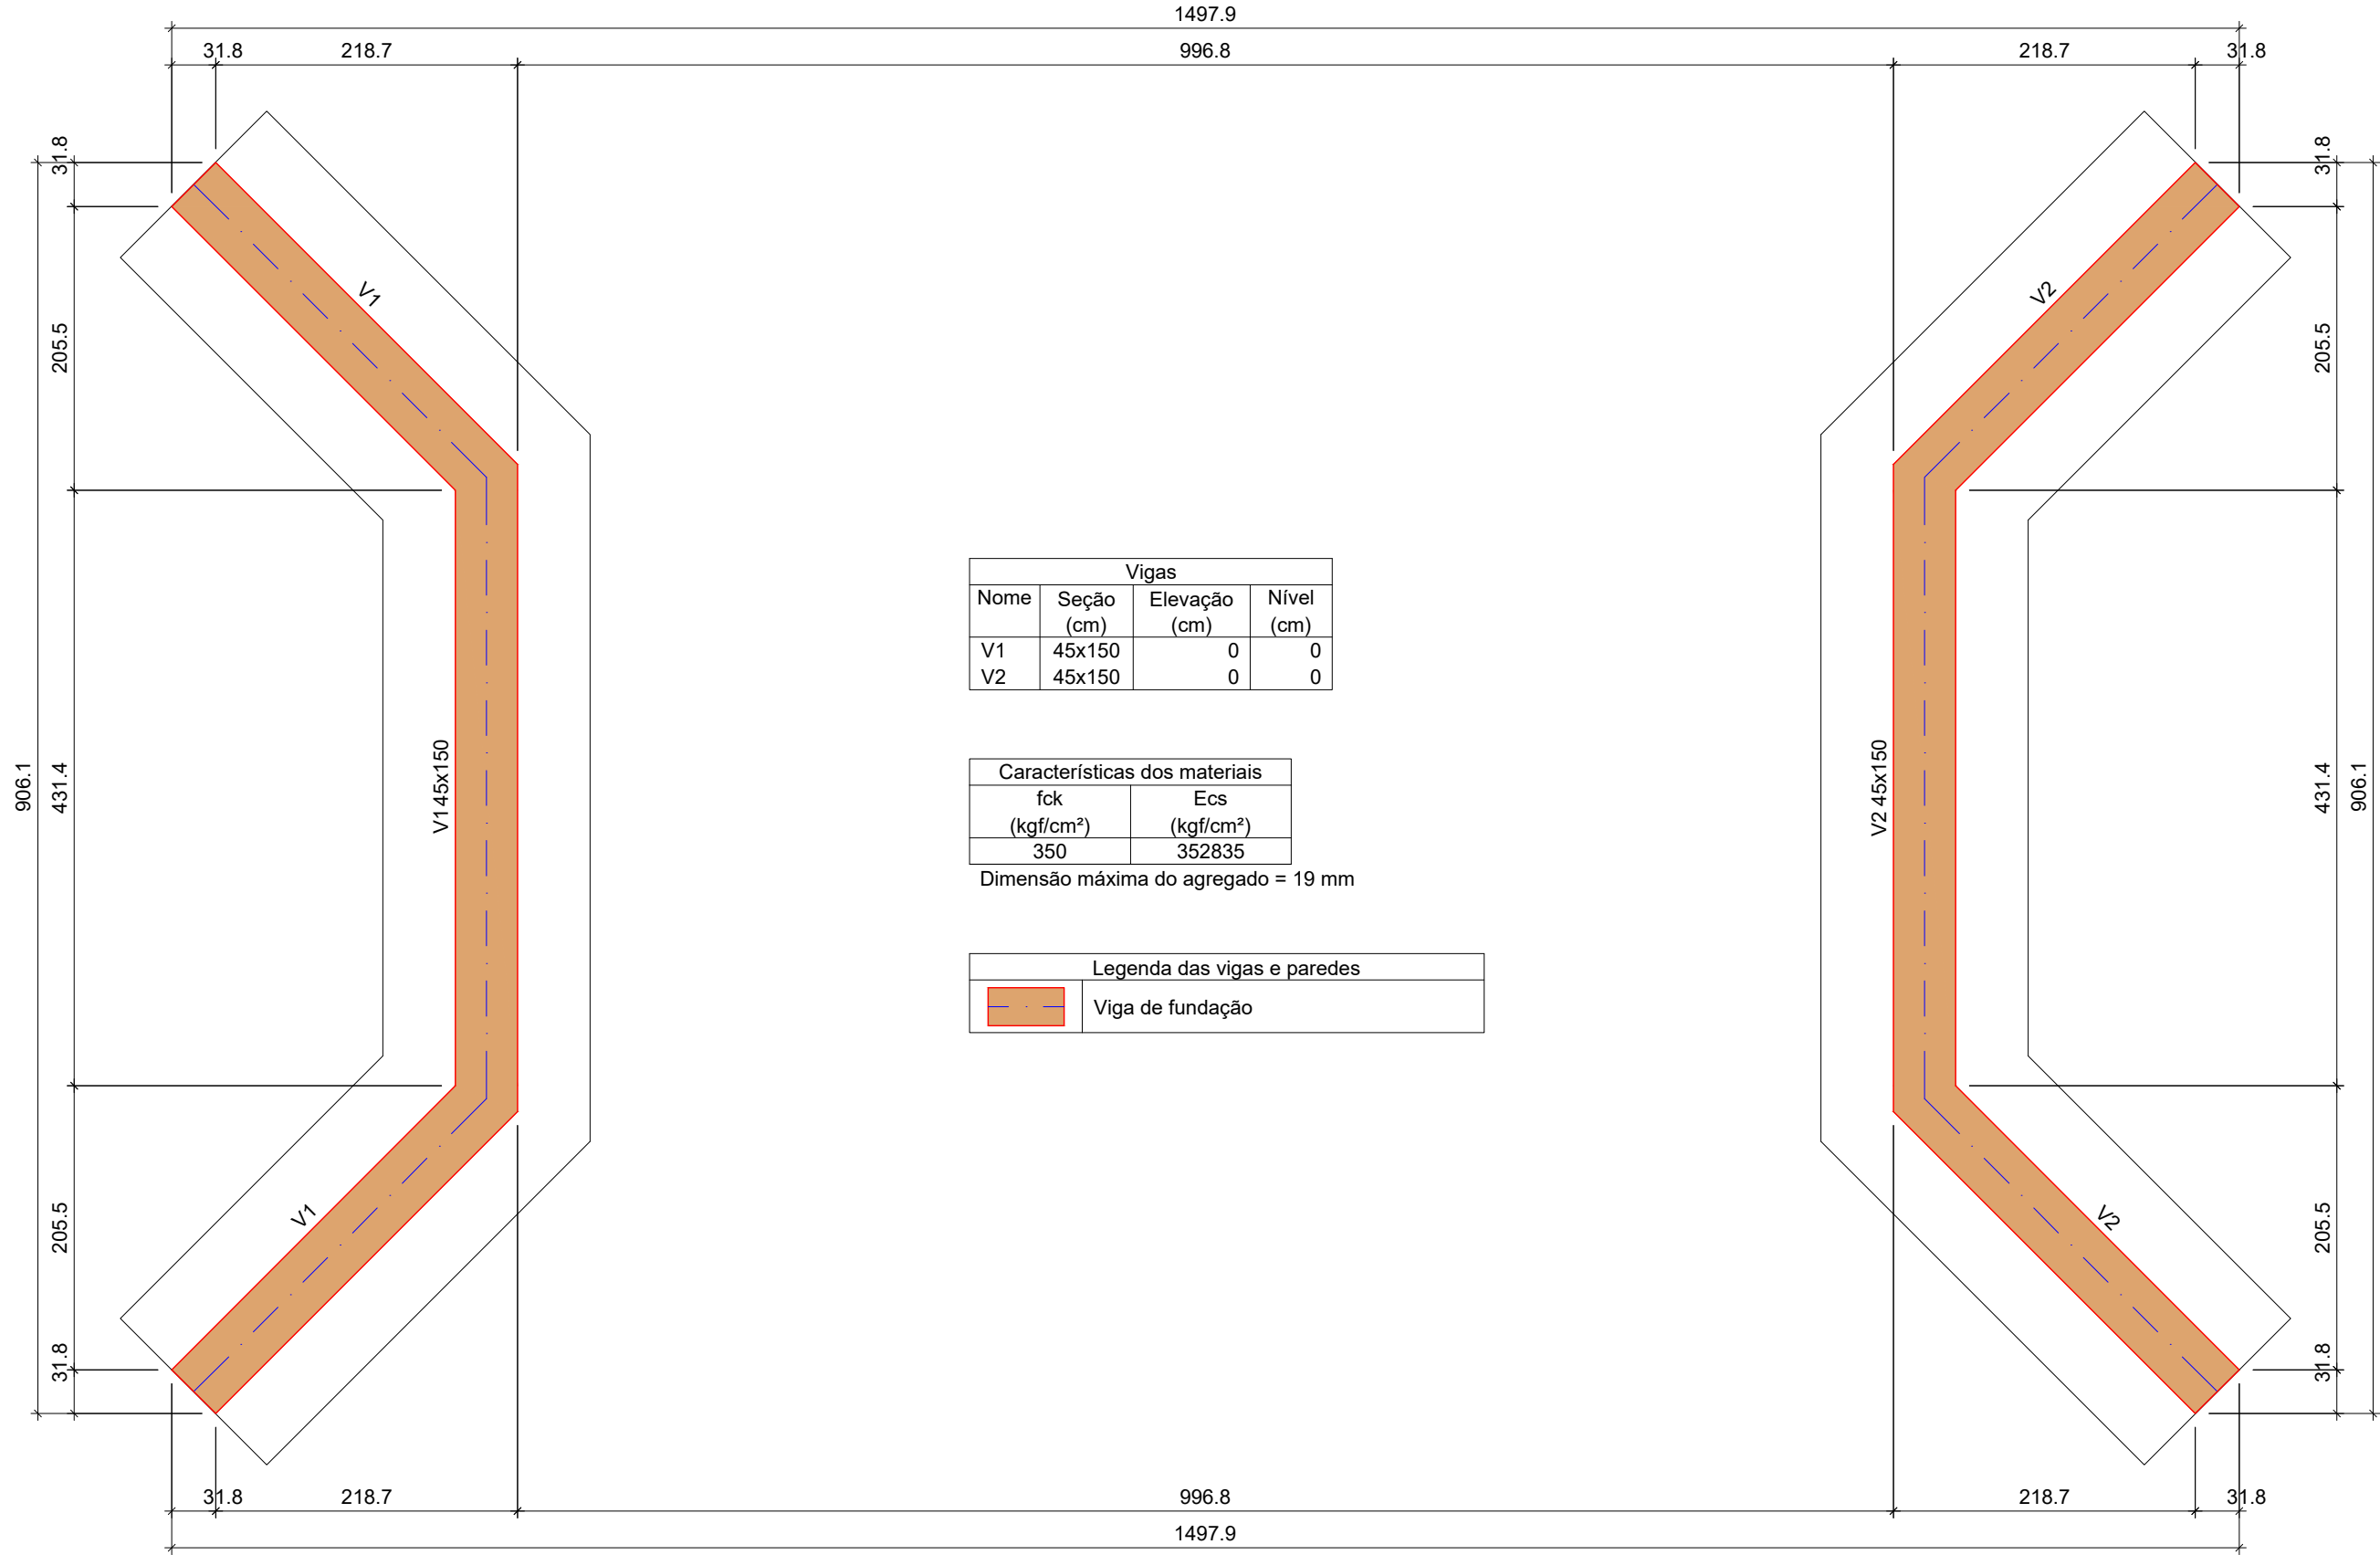 1497.9
31.8 218.7 996.8 218.7 31.8
31.8
31.8
V1
V2
205.5
205.5
Vigas
Nome Seção Elevação Nível
(cm) (cm) (cm)
V1 45x150 0 0
V2 45x150 0 0
906.1
431.4
V1 45x150
V2 45x150
431.4
906.1
Características dos materiais
fck Ecs
(kgf/cm²) (kgf/cm²)
350 352835
Dimensão máxima do agregado = 19 mm
Legenda das vigas e paredes
Viga de fundação
V1
V2
205.5
205.5
31.8
31.8
31.8 218.7 996.8 218.7 31.8
1497.9